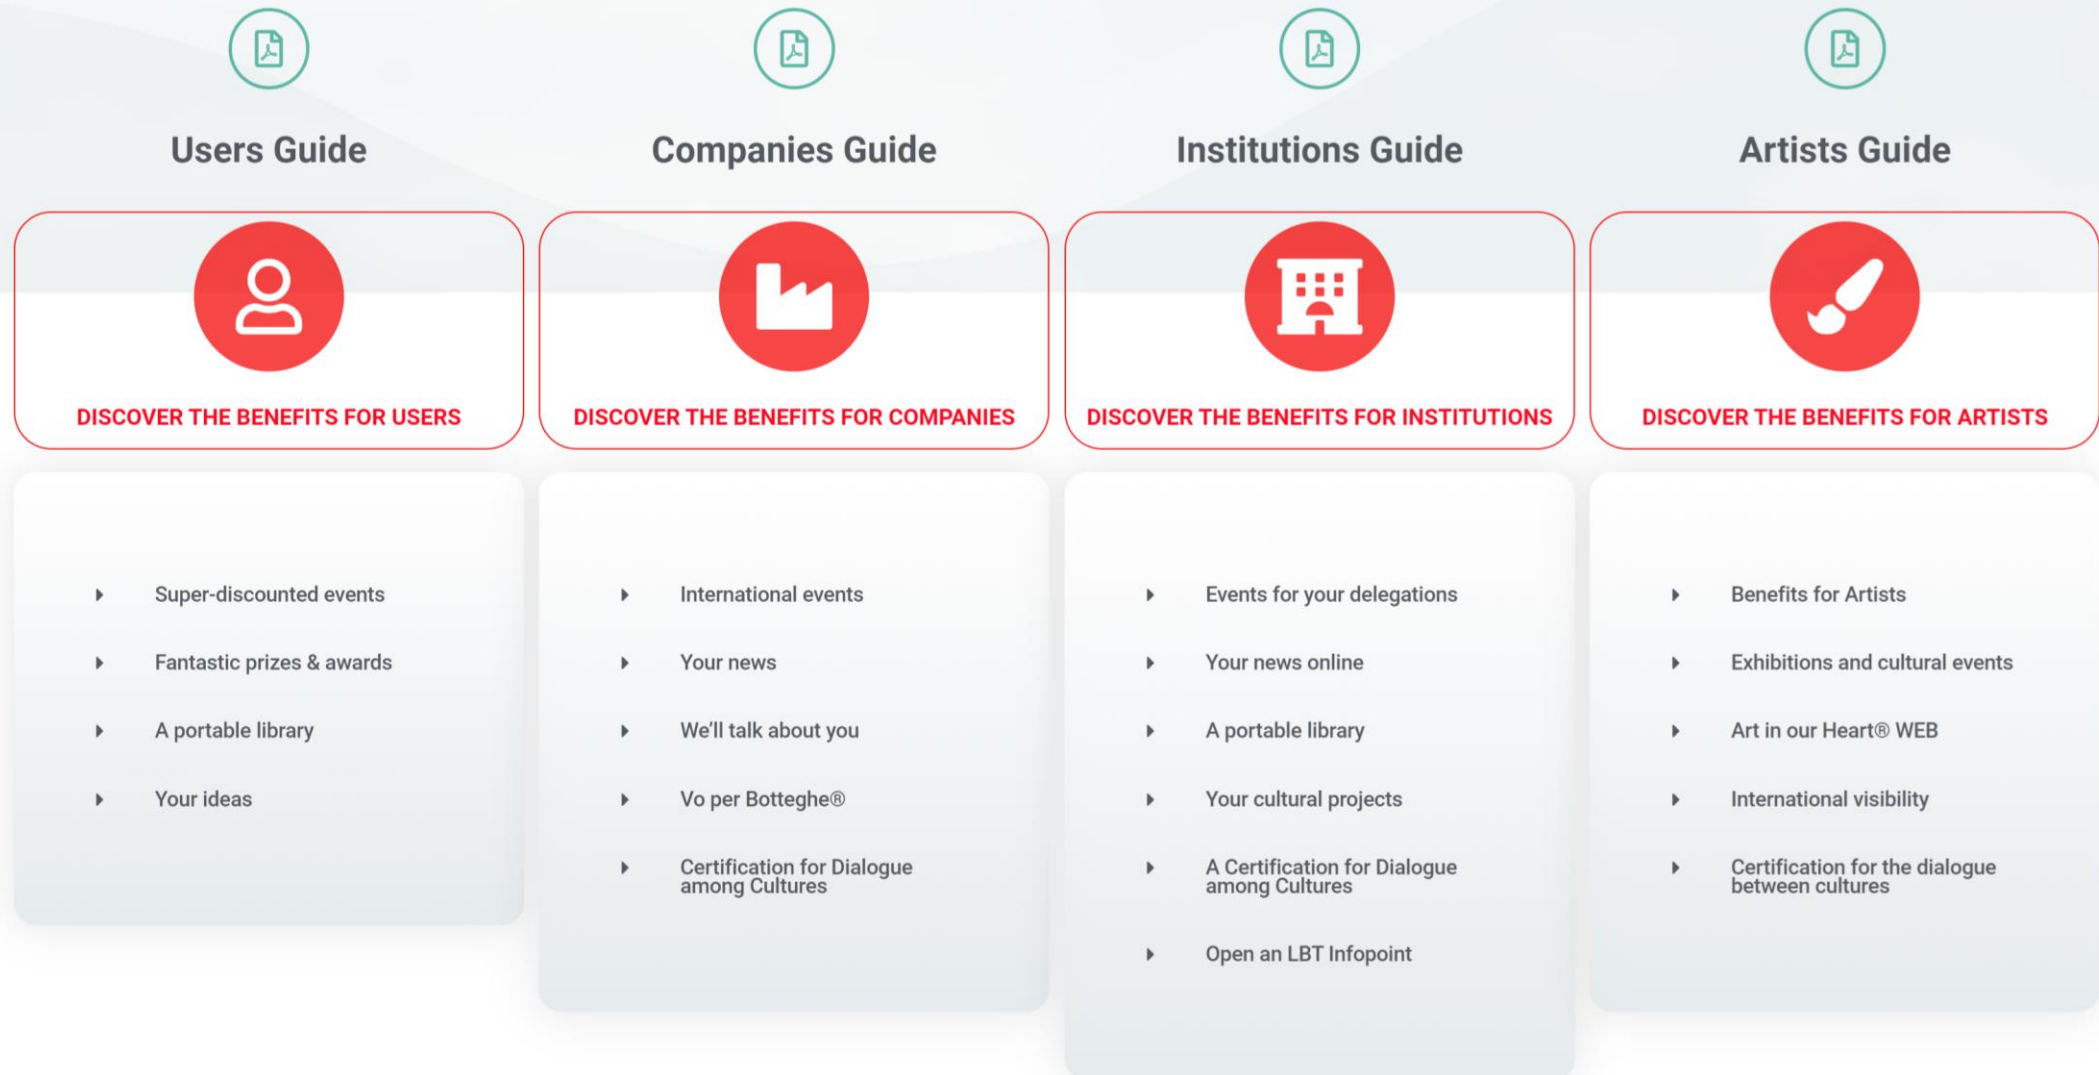 Users Guide
DISCOVER THE BENEFITS FOR USERS
Super-discounted events
Fantastic prizes & awards
A portable library
Your ideas
Companies Guide
DISCOVER THE BENEFITS FOR COMPANIES
International events
Your news
We'll talk about you
Vo per Botteghe®
Certification for Dialogue
among Cultures
Institutions Guide
DISCOVER THE BENEFITS FOR INSTITUTIONS
Events for your delegations
Your news online
A portable library
Your cultural projects
A Certification for Dialogue
among Cultures
Open an LBT Infopoint
Artists Guide
DISCOVER THE BENEFITS FOR ARTISTS
Benefits for Artists
Exhibitions and cultural events
Art in our Heart® WEB
International visibility
Certification for the dialogue
between cultures